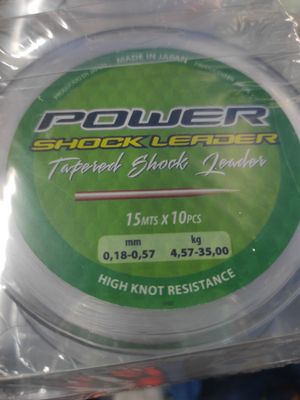 MADE IN JAPAN
POWER
SHOCK LEADER
Tapered Shock Leader
15MTS x 10PCS
mm kg
0,18-0,57 4,57-35,00
HIGH KNOT RESISTANCE